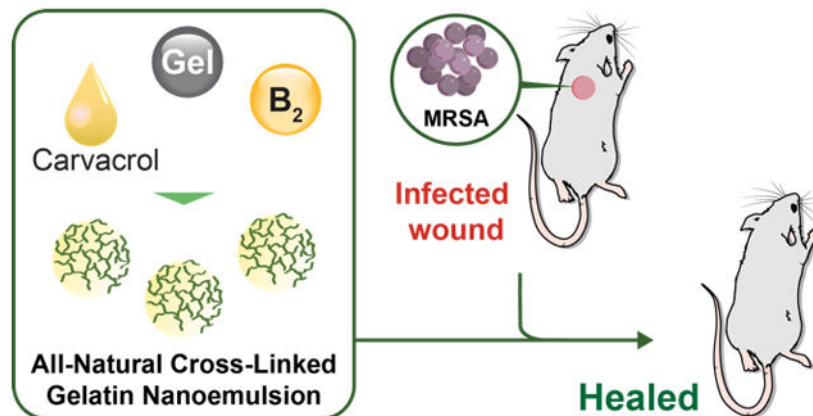 Gel
B₂
Carvacrol
All-Natural Cross-Linked
Gelatin Nanoemulsion
MRSA
Infected
wound
Healed